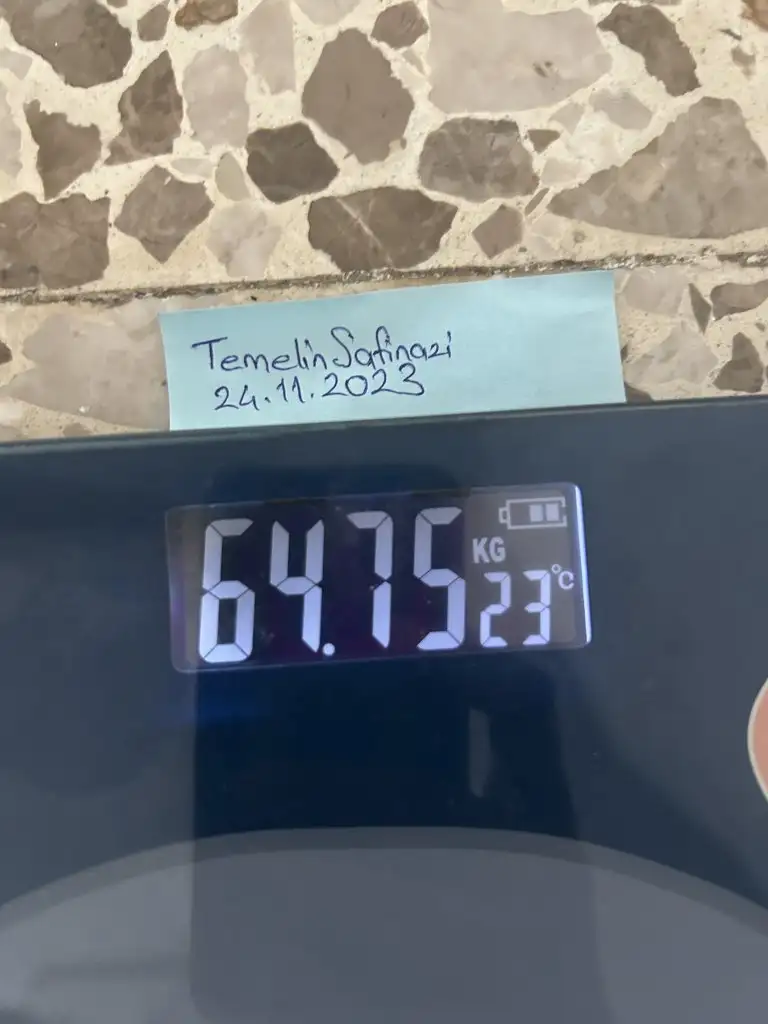 TemelinSafinazi
24.11.2023
64.75 KG
23°C